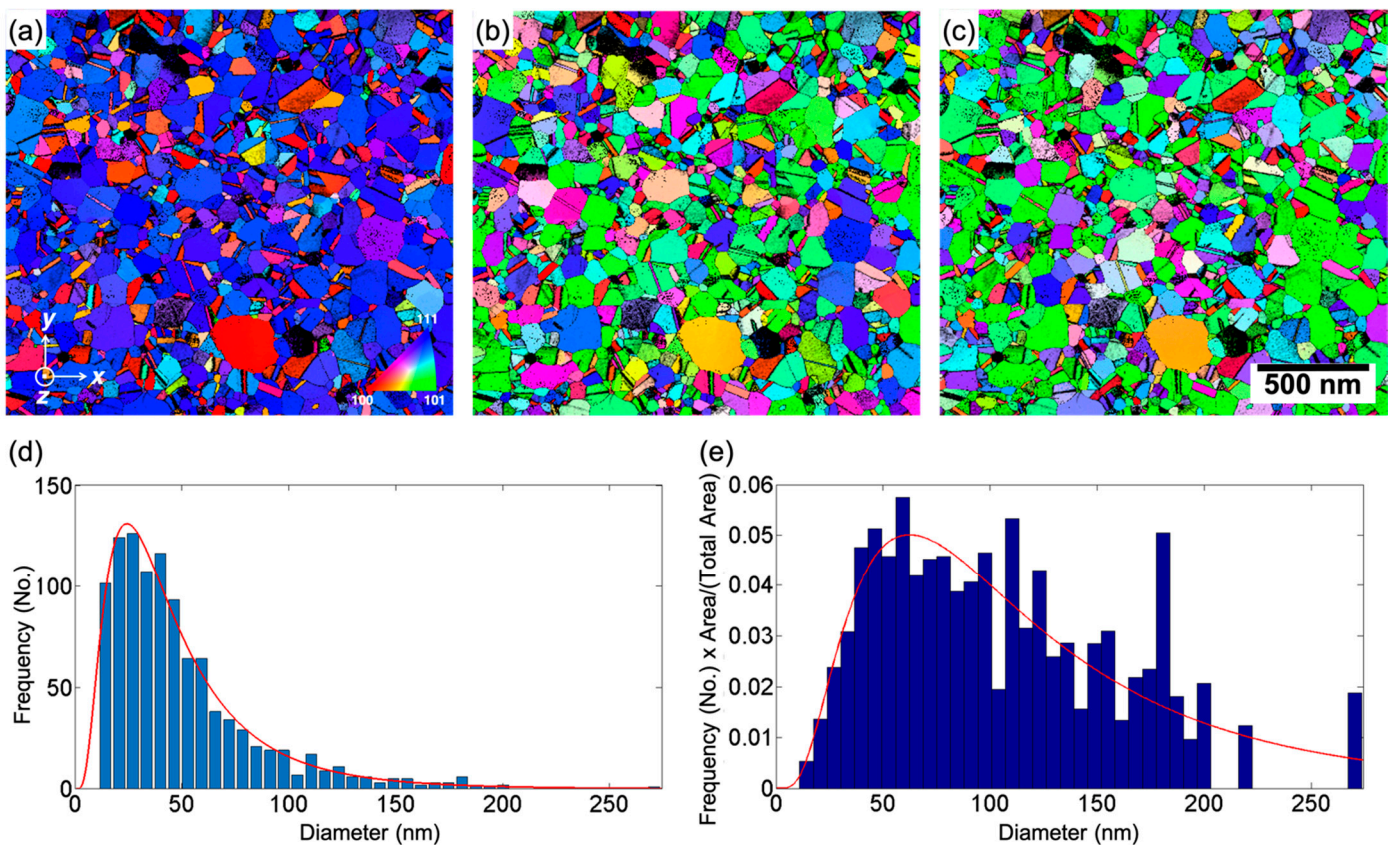 (a)
(b)
(c)
y
x
z
111
100
101
500 nm
(d)
(e)
150
100
50
0
0
50
100
150
200
250
Frequency (No.)
Diameter (nm)
0.06
0.05
0.04
0.03
0.02
0.01
0
0
50
100
150
200
250
Frequency (No.) x Area/(Total Area)
Diameter (nm)